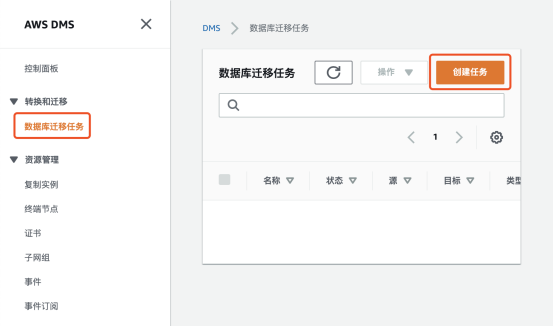 AWS DMS
控制面板
转换和迁移
数据库迁移任务
资源管理
复制实例
终端节点
证书
子网组
事件
事件订阅
DMS 数据库迁移任务
数据库迁移任务 操作 创建任务
1
名称 状态 源 目标 类型